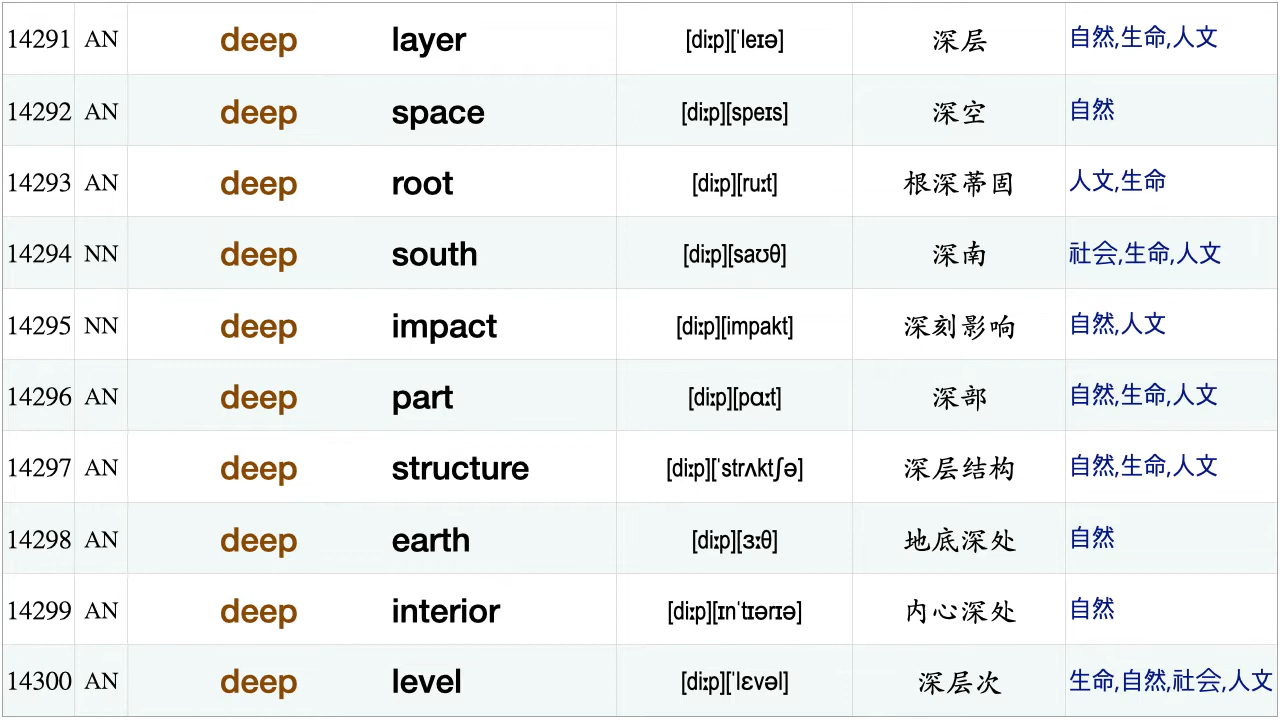 14291 AN deep layer [diːp][ˈleɪə] 深层 自然,生命,人文
14292 AN deep space [diːp][speɪs] 深空 自然
14293 AN deep root [diːp][ruːt] 根深蒂固 人文,生命
14294 NN deep south [diːp][saʊθ] 深南 社会,生命,人文
14295 NN deep impact [diːp][impakt] 深刻影响 自然,人文
14296 AN deep part [diːp][pɑːt] 深部 自然,生命,人文
14297 AN deep structure [diːp][ˈstrʌktʃə] 深层结构 自然,生命,人文
14298 AN deep earth [diːp][ɜːθ] 地底深处 自然
14299 AN deep interior [diːp][ɪnˈtɪərɪə] 内心深处 自然
14300 AN deep level [diːp][ˈlɛvəl] 深层次 生命,自然,社会,人文